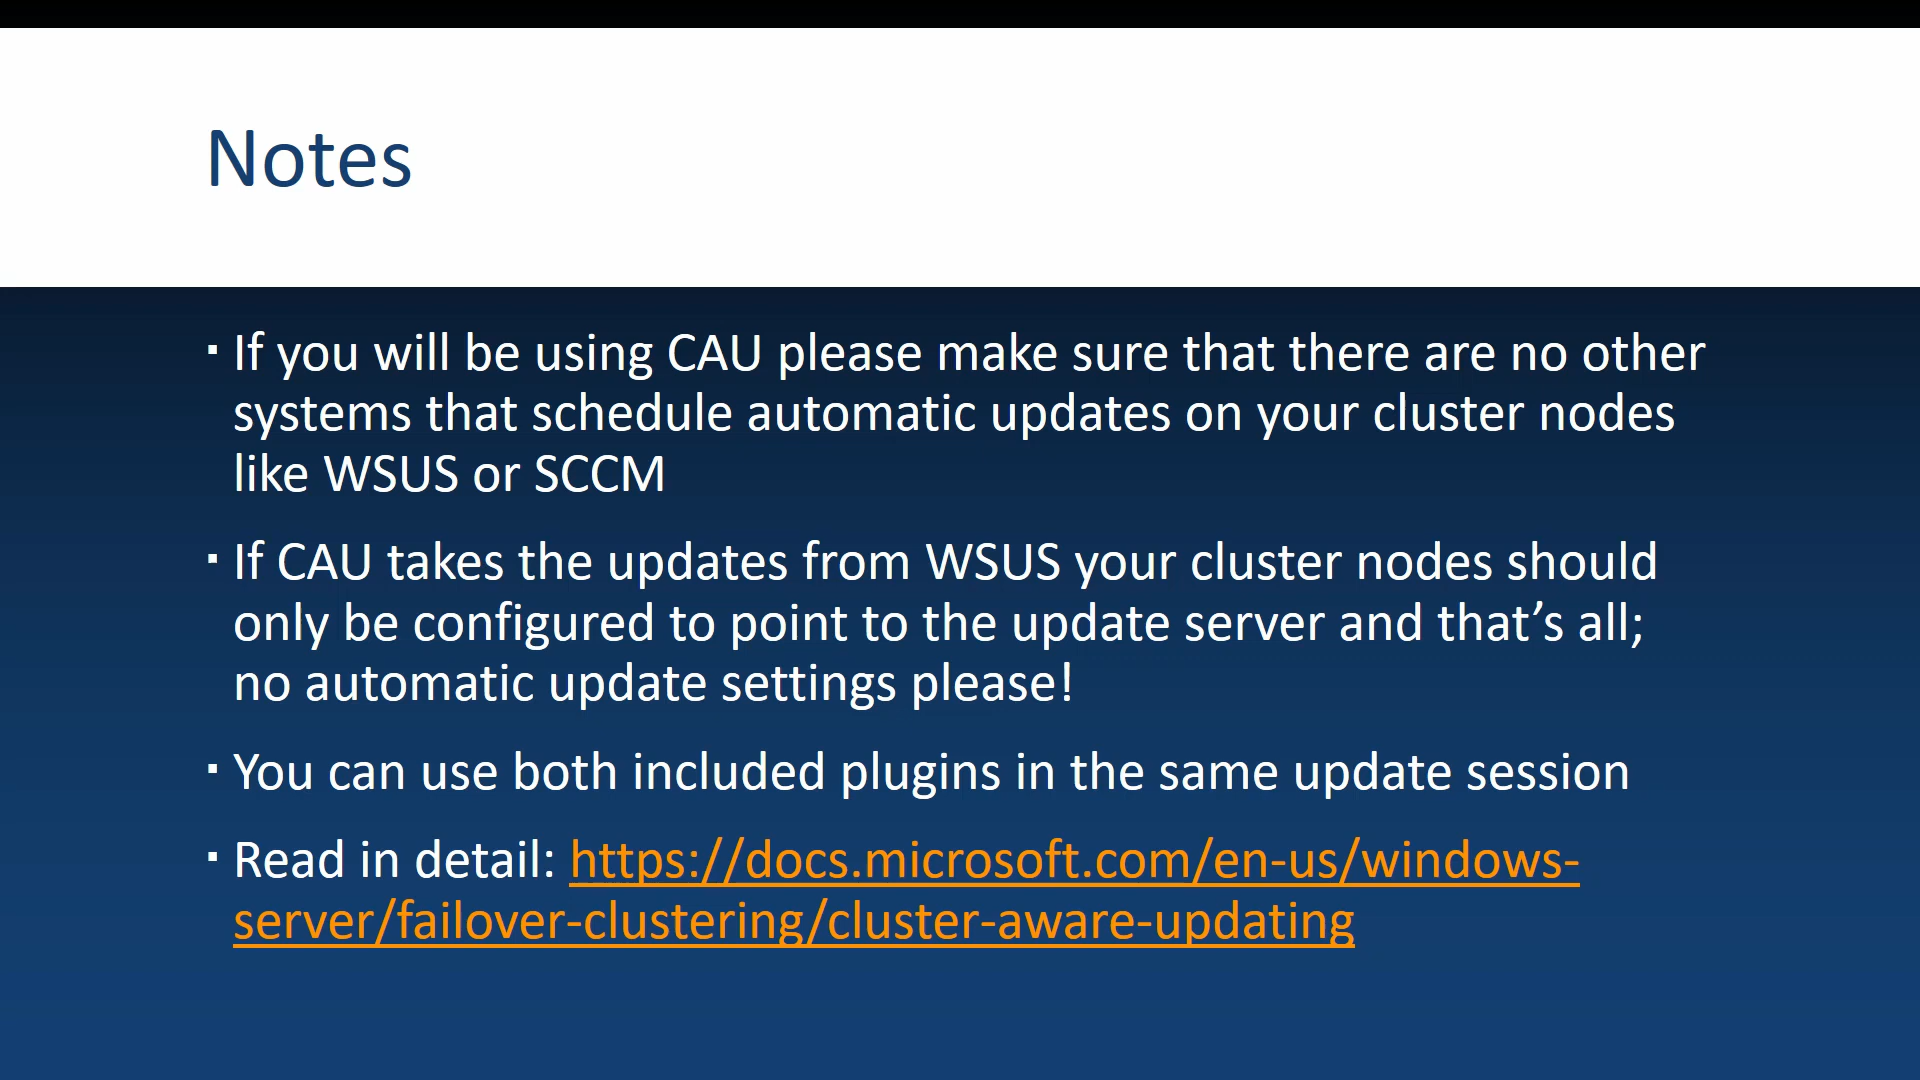 Notes
▪ If you will be using CAU please make sure that there are no other
systems that schedule automatic updates on your cluster nodes
like WSUS or SCCM
▪ If CAU takes the updates from WSUS your cluster nodes should
only be configured to point to the update server and that’s all;
no automatic update settings please!
▪ You can use both included plugins in the same update session
▪ Read in detail: https://docs.microsoft.com/en-us/windows-
server/failover-clustering/cluster-aware-updating